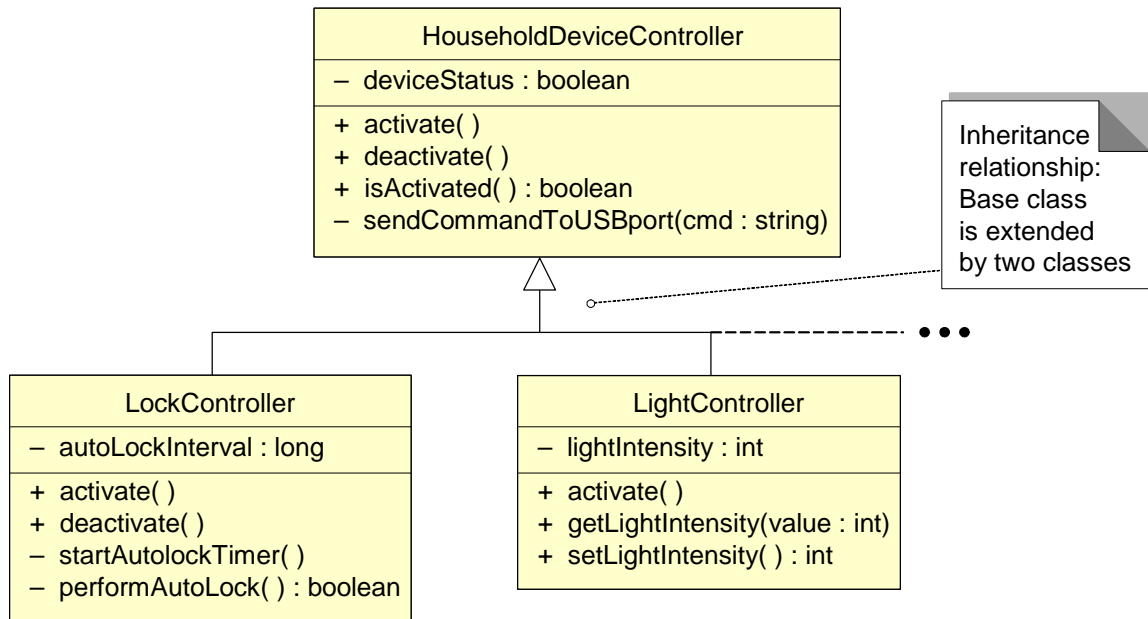 HouseholdDeviceController
– deviceStatus : boolean
+ activate( )
+ deactivate( )
+ isActivated( ) : boolean
– sendCommandToUSBport(cmd : string)
Inheritance
relationship:
Base class
is extended
by two classes
LockController
– autoLockInterval : long
+ activate( )
+ deactivate( )
– startAutolockTimer( )
– performAutoLock( ) : boolean
LightController
– lightIntensity : int
+ activate( )
+ getLightIntensity(value : int)
+ setLightIntensity( ) : int